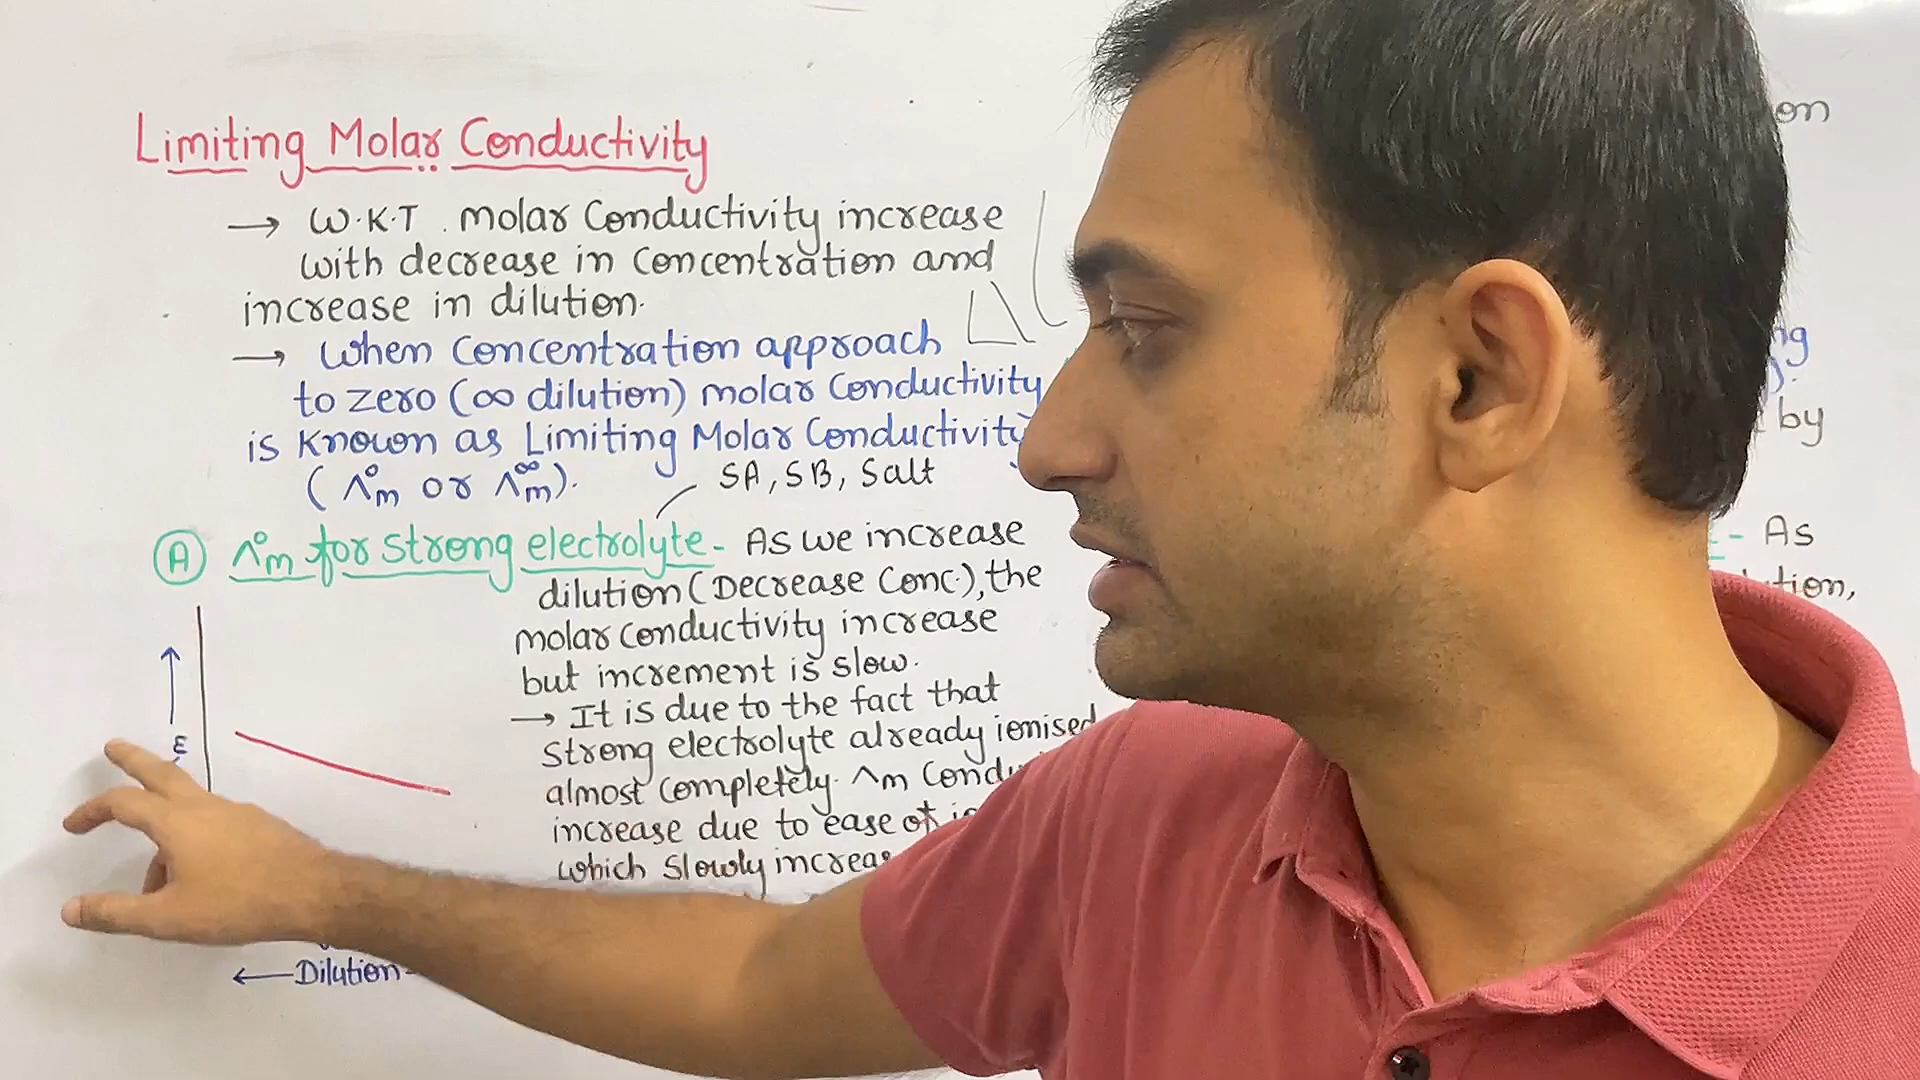 Limiting Molar Conductivity
→ W.K.T. molar Conductivity increase
with decrease in Concentration and
increase in dilution.
→ When Concentration approach
to zero (∞ dilution) molar Conductivity
is known as Limiting Molar Conductivity
(Λ°m or Λ∞m).
SA, SB, Salt
Ⓐ Λ°m for strong electrolyte - As we increase
dilution (Decrease Conc.), the
molar conductivity increase
but increment is slow.
→ It is due to the fact that
Strong electrolyte already ionised
almost completely. Λm
increase due to ease of
which slowly
m
← Dilution -
on
by
- As